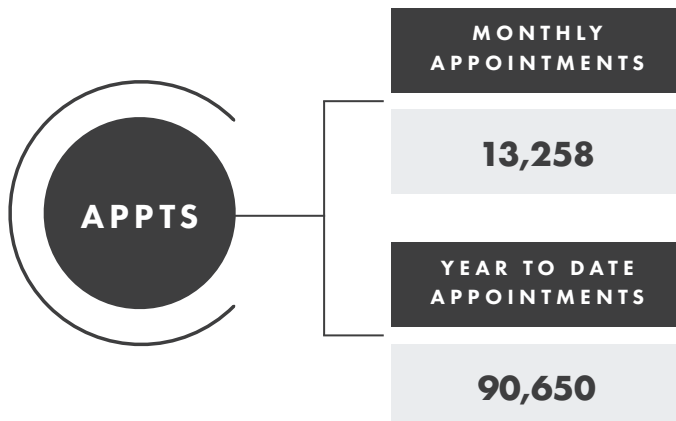 MONTHLY
APPOINTMENTS
13,258
APPTS
YEAR TO DATE
APPOINTMENTS
90,650